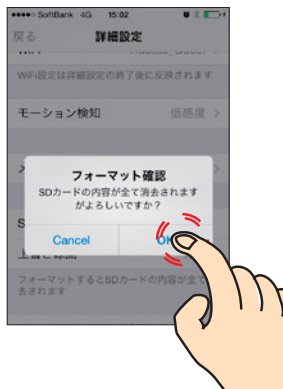 SoftBank 4G 15:02
戻る 詳細設定
WiFi設定は詳細設定の終了後に反映されます
モーション検知 低感度
フォーマット確認
SDカードの内容が全て消去されます
がよろしいですか？
S
Cancel OK
上書き録画
フォーマットするとSDカードの内容が全て
去されます